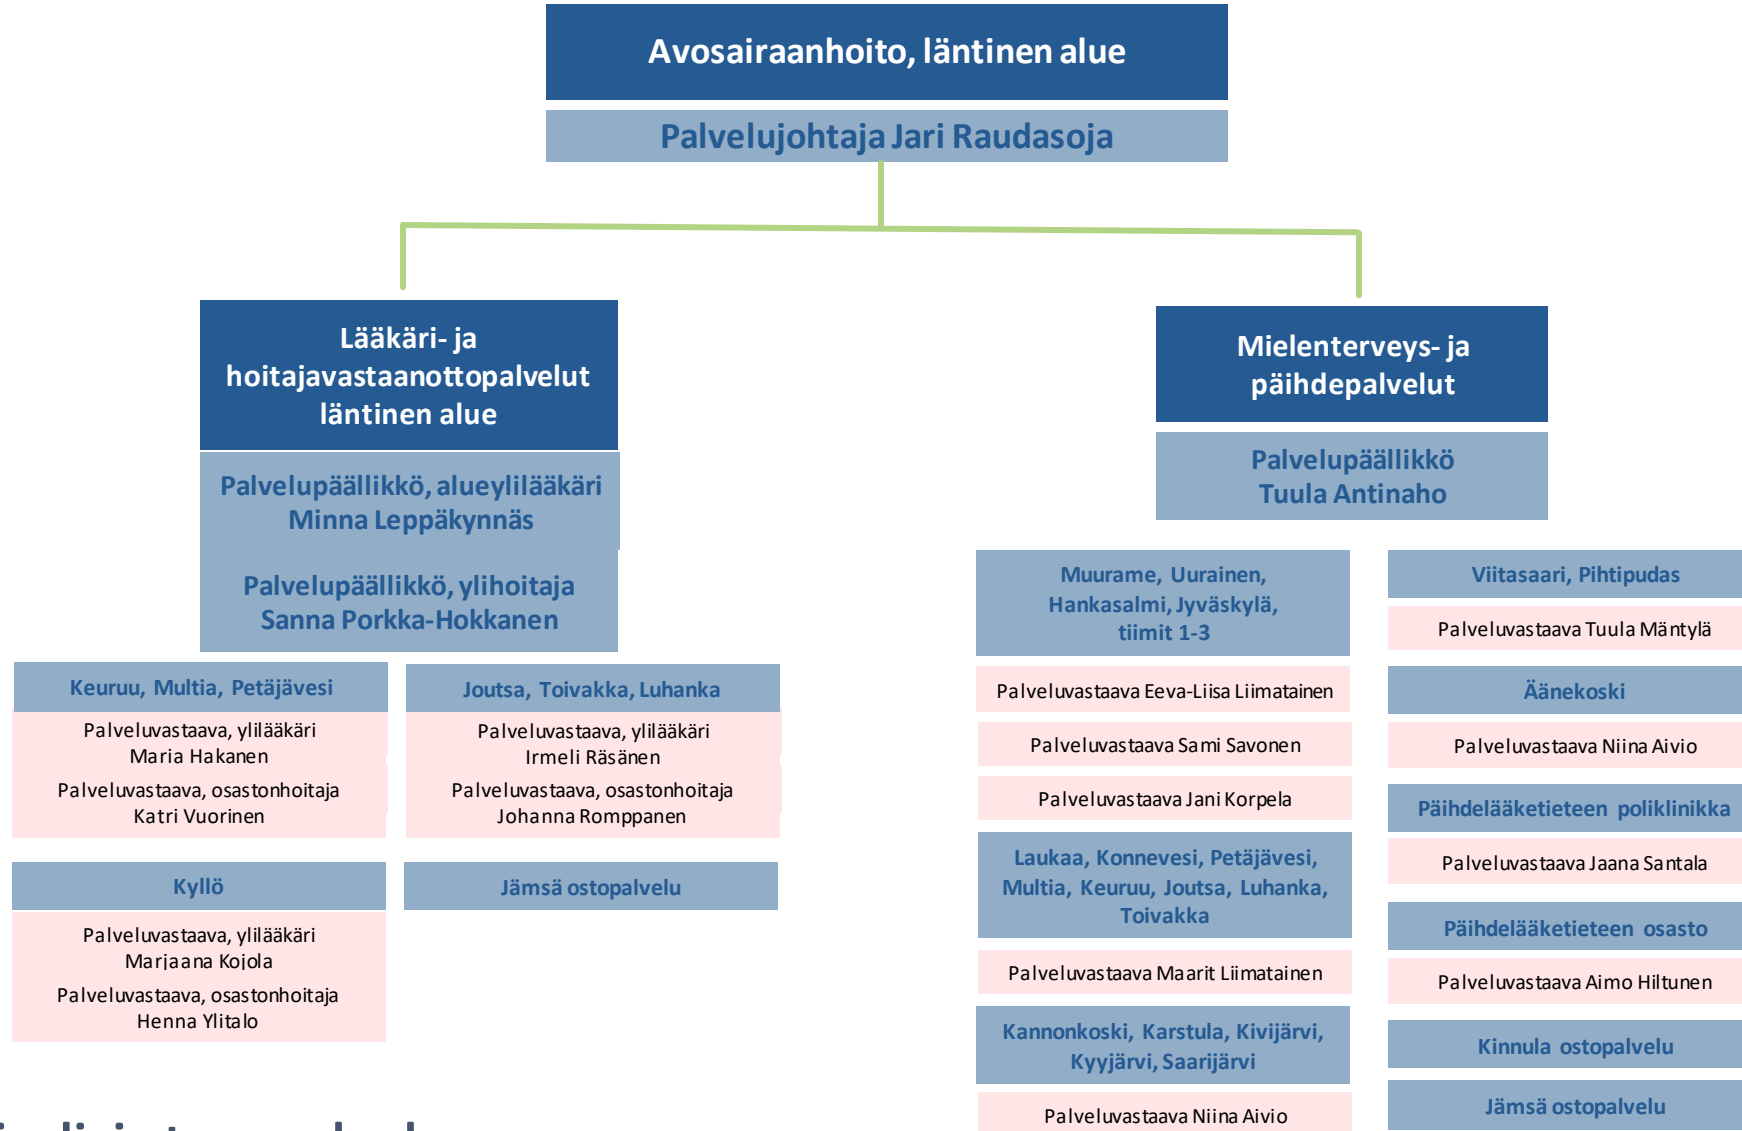 Avosairaanhoito, läntinen alue
Palvelujohtaja Jari Raudasoja
Lääkäri- ja
hoitajavastaanottopalvelut
läntinen alue
Palvelupäällikkö, alueylilääkäri
Minna Leppäkynnäs
Palvelupäällikkö, ylihoitaja
Sanna Porkka-Hokkanen
Keuruu, Multia, Petäjävesi
Palveluvastaava, ylilääkäri
Maria Hakanen
Palveluvastaava, osastonhoitaja
Katri Vuorinen
Joutsa, Toivakka, Luhanka
Palveluvastaava, ylilääkäri
Irmeli Räsänen
Palveluvastaava, osastonhoitaja
Johanna Romppanen
Kyllö
Palveluvastaava, ylilääkäri
Marjaana Kojola
Palveluvastaava, osastonhoitaja
Henna Ylitalo
Jämsä ostopalvelu
Mielenterveys- ja
päihdepalvelut
Palvelupäällikkö
Tuula Antinaho
Muurame, Uurainen,
Hankasalmi, Jyväskylä,
tiimit 1-3
Palveluvastaava Eeva-Liisa Liimatainen
Palveluvastaava Sami Savonen
Palveluvastaava Jani Korpela
Laukaa, Konnevesi, Petäjävesi,
Multia, Keuruu, Joutsa, Luhanka,
Toivakka
Palveluvastaava Maarit Liimatainen
Kannonkoski, Karstula, Kivijärvi,
Kyyjärvi, Saarijärvi
Palveluvastaava Niina Aivio
Viitasaari, Pihtipudas
Palveluvastaava Tuula Mäntylä
Äänekoski
Palveluvastaava Niina Aivio
Päihdelääketieteen poliklinikka
Palveluvastaava Jaana Santala
Päihdelääketieteen osasto
Palveluvastaava Aimo Hiltunen
Kinnula ostopalvelu
Jämsä ostopalvelu